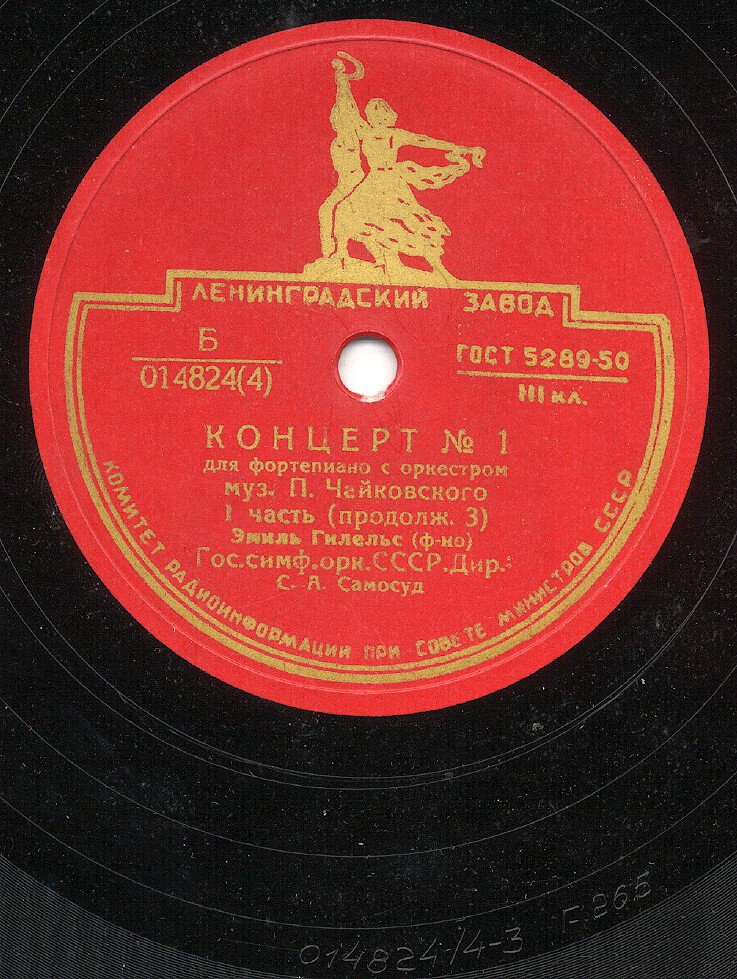 ЛЕНИНГРАДСКИЙ ЗАВОД
Б
014824(4)
ГОСТ 5289-50
III кл.
КОНЦЕРТ № 1
для фортепиано с оркестром
муз. П. Чайковского
I часть (продолж. 3)
Эмиль Гилельс (ф-но)
Гос.симф.орк.СССР.Дир.:
С. А. Самосуд
КОМИТЕТ РАДИОИНФОРМАЦИИ ПРИ СОВЕТЕ МИНИСТРОВ СССР
014824/4-3 Г.265